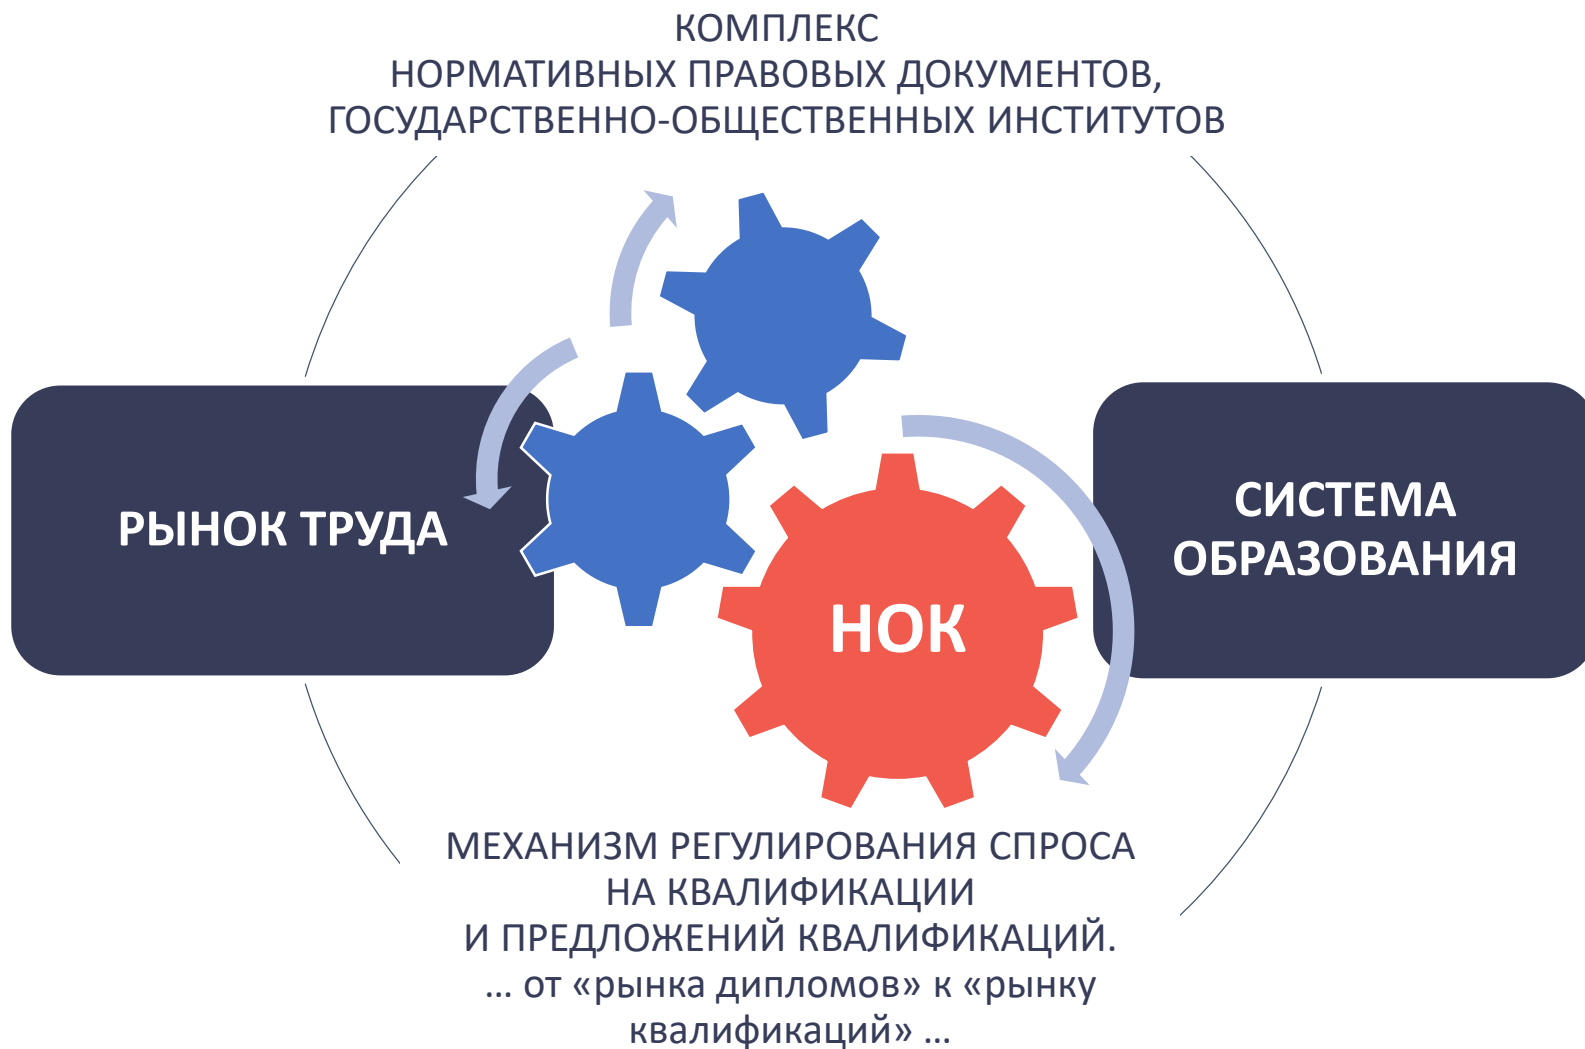 КОМПЛЕКС
НОРМАТИВНЫХ ПРАВОВЫХ ДОКУМЕНТОВ,
ГОСУДАРСТВЕННО-ОБЩЕСТВЕННЫХ ИНСТИТУТОВ
РЫНОК ТРУДА
СИСТЕМА
ОБРАЗОВАНИЯ
НОК
МЕХАНИЗМ РЕГУЛИРОВАНИЯ СПРОСА
НА КВАЛИФИКАЦИИ
И ПРЕДЛОЖЕНИЙ КВАЛИФИКАЦИЙ.
... от «рынка дипломов» к «рынку
квалификаций» ...